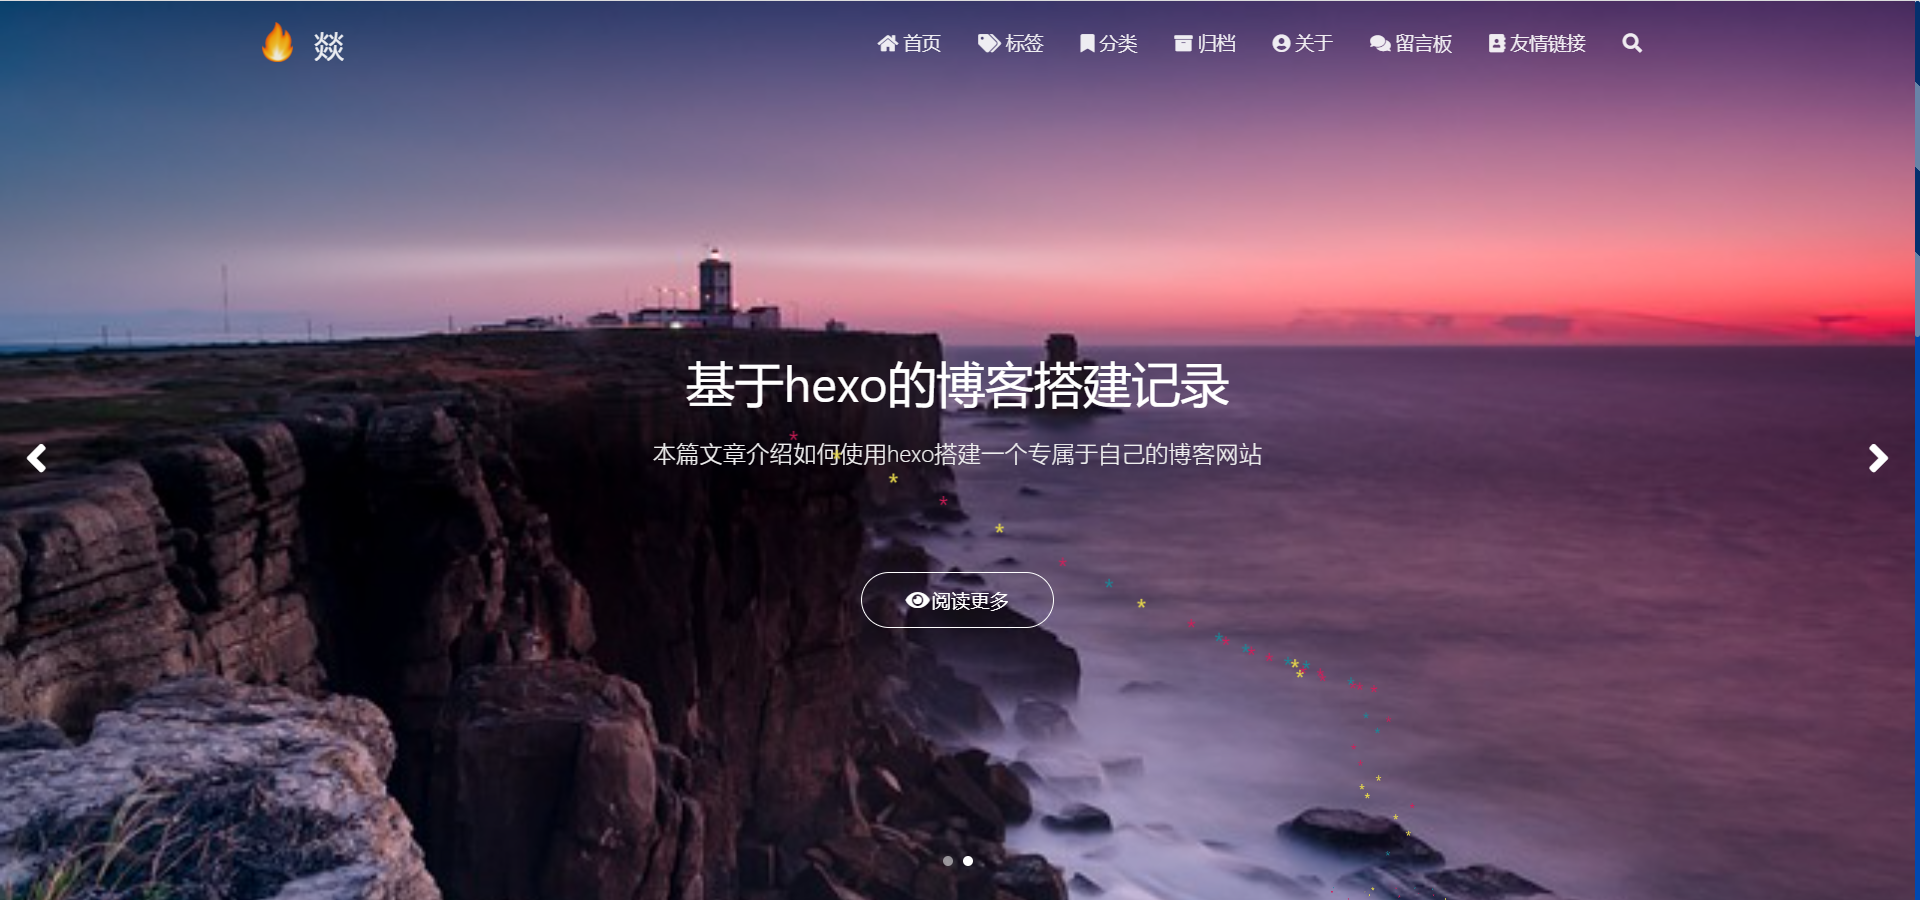 燚
首页 标签 分类 归档 关于 留言板 友情链接
基于hexo的博客搭建记录
本篇文章介绍如何使用hexo搭建一个专属于自己的博客网站
阅读更多